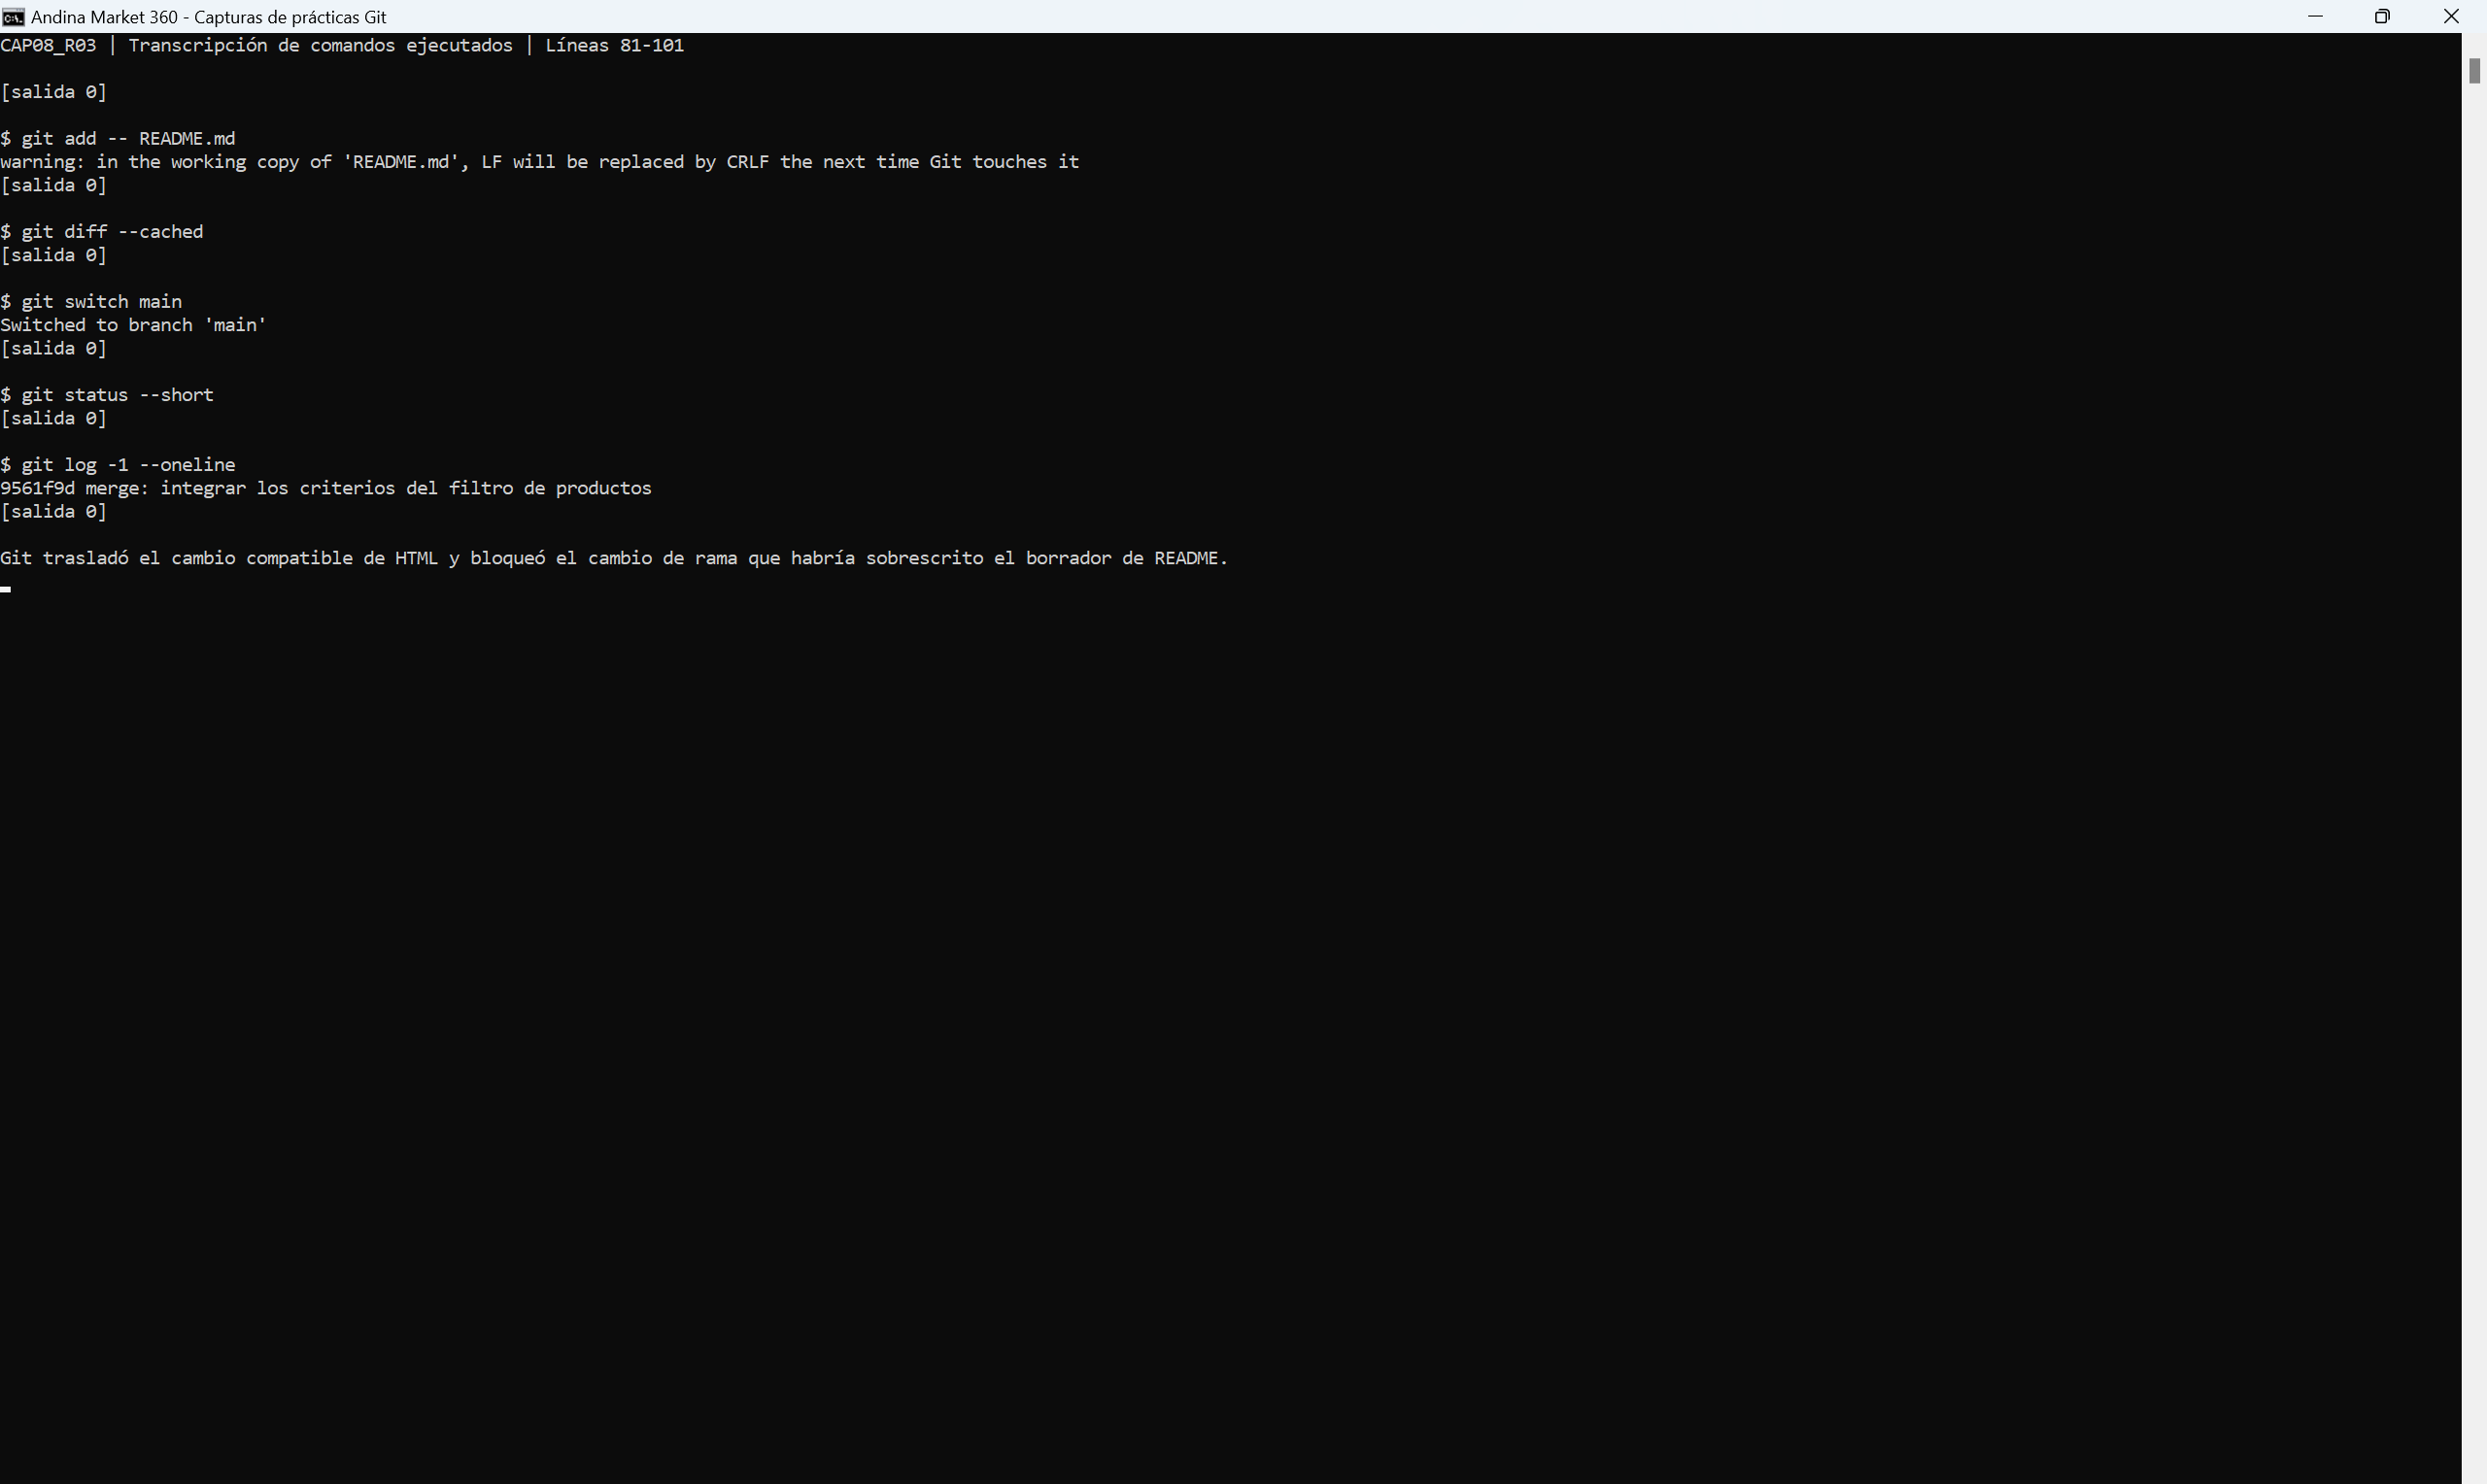 Andina Market 360 - Capturas de prácticas Git
CAP08_R03 | Transcripción de comandos ejecutados | Líneas 81-101
[salida 0]
$ git add -- README.md
warning: in the working copy of 'README.md', LF will be replaced by CRLF the next time Git touches it
[salida 0]
$ git diff --cached
[salida 0]
$ git switch main
Switched to branch 'main'
[salida 0]
$ git status --short
[salida 0]
$ git log -1 --oneline
9561f9d merge: integrar los criterios del filtro de productos
[salida 0]
Git trasladó el cambio compatible de HTML y bloqueó el cambio de rama que habría sobrescrito el borrador de README.